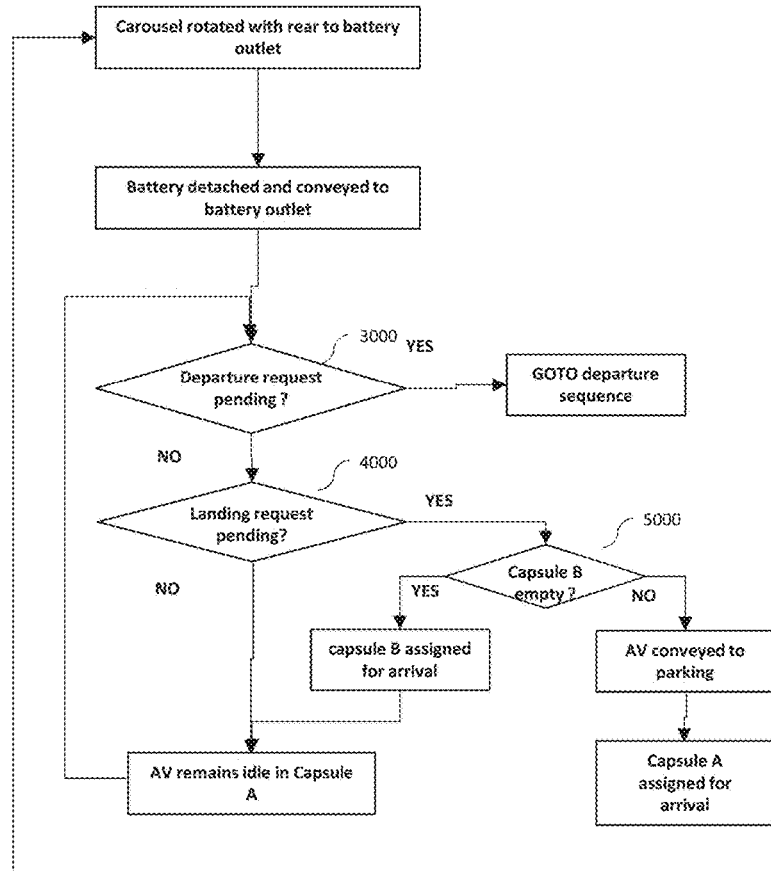 Carousel rotated with rear to battery
outlet
Battery detached and conveyed to
battery outlet
3000
YES
Departure request
pending ?
GOTO departure
sequence
NO
4000
YES
Landing request
pending?
5000
NO
Capsule B
empty ?
YES
NO
capsule B assigned
for arrival
AV conveyed to
parking
AV remains idle in Capsule
A
Capsule A
assigned for
arrival